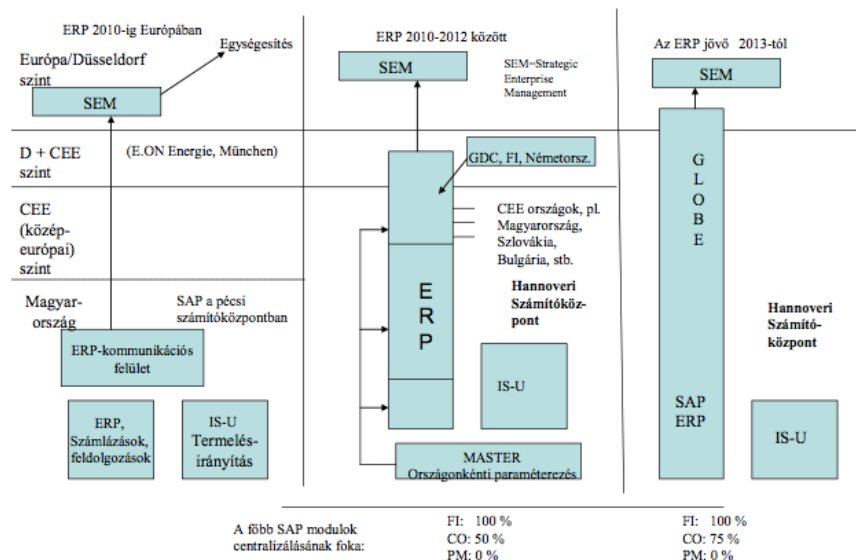 ERP 2010-ig Európában
Európa/Düsseldorf
szint
Egységesítés
SEM
D + CEE
szint
(E.ON Energie, München)
CEE
(közép-
európai)
szint
Magyar-
ország
SAP a pécsi
számítóközpontban
ERP-kommunikációs
felület
ERP,
Számlázások,
feldolgozások
IS-U
Termelés-
irányítás
ERP 2010-2012 között
SEM
SEM=Strategic
Enterprise
Management
GDC, FI, Németorsz.
CEE országok, pl.
Magyarország,
Szlovákia,
Bulgária, stb.
E
R
P
Hannoveri
Számítóköz-
pont
IS-U
MASTER
Országonkénti paraméterezés
Az ERP jövő 2013-tól
SEM
G
L
O
B
E
SAP
ERP
Hannoveri
Számító-
központ
IS-U
A főbb SAP modulok
centralizálásának foka:
FI: 100 %
CO: 50 %
PM: 0 %
FI: 100 %
CO: 75 %
PM: 0 %